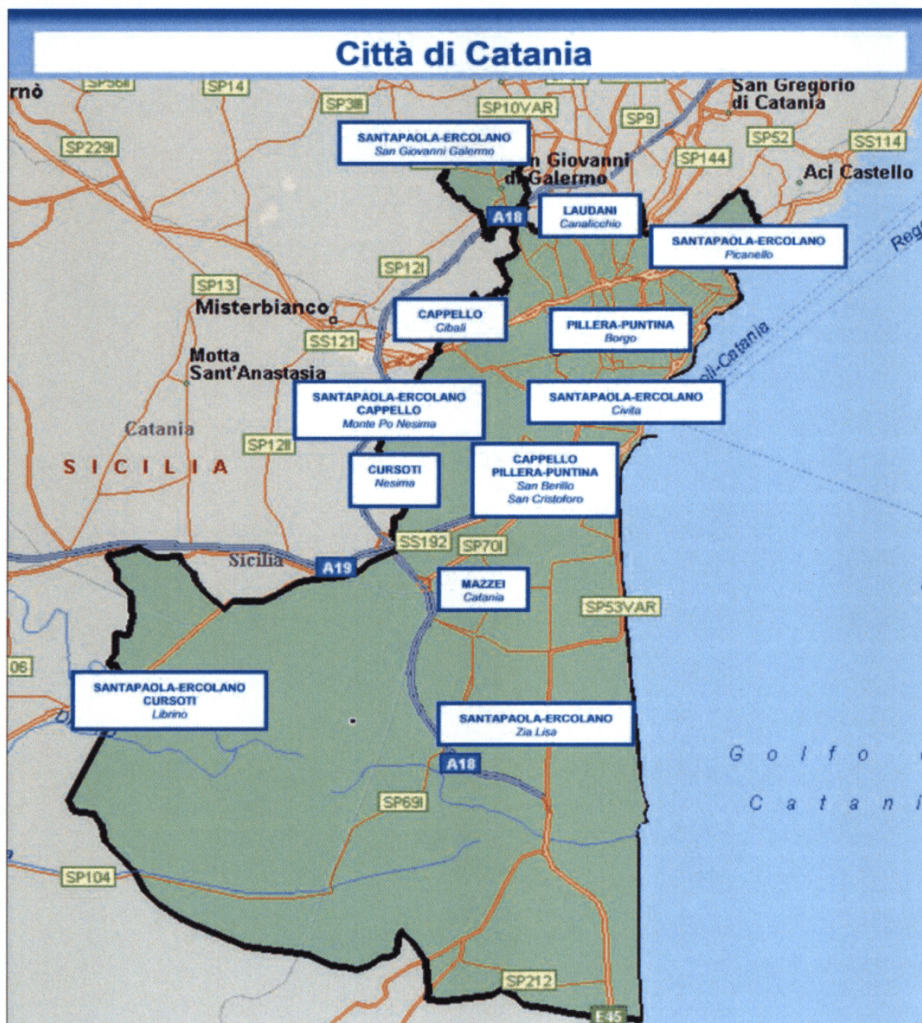 Città di Catania
SP56II
SP14
rnò
SP3III
SP10VAR
SP9
San Gregorio
di Catania
SP229I
SANTAPAOLA-ERCOLANO
San Giovanni Galermo
SP52
SS114
SP144
n Giovanni
di Galermo
Aci Castello
A18
LAUDANI
Canalicchio
SANTAPAOLA-ERCOLANO
Picanello
Reg
SP12I
SP13
Misterbianco
CAPPELLO
Cibali
PILLERA-PUNTINA
Borgo
SS121
Motta
Sant'Anastasia
oli-Catania
SANTAPAOLA-ERCOLANO
CAPPELLO
Monte Po Nesima
SANTAPAOLA-ERCOLANO
Civita
Catania
SP12II
SICILIA
CURSOTI
Nesima
CAPPELLO
PILLERA-PUNTINA
San Berillo
San Cristoforo
SS192
SP70I
Sicilia
A19
MAZZEI
Catania
SP53VAR
06
SANTAPAOLA-ERCOLANO
CURSOTI
Librino
SANTAPAOLA-ERCOLANO
Zia Lisa
A18
Golfo
Catani
SP69I
SP104
SP212
E45